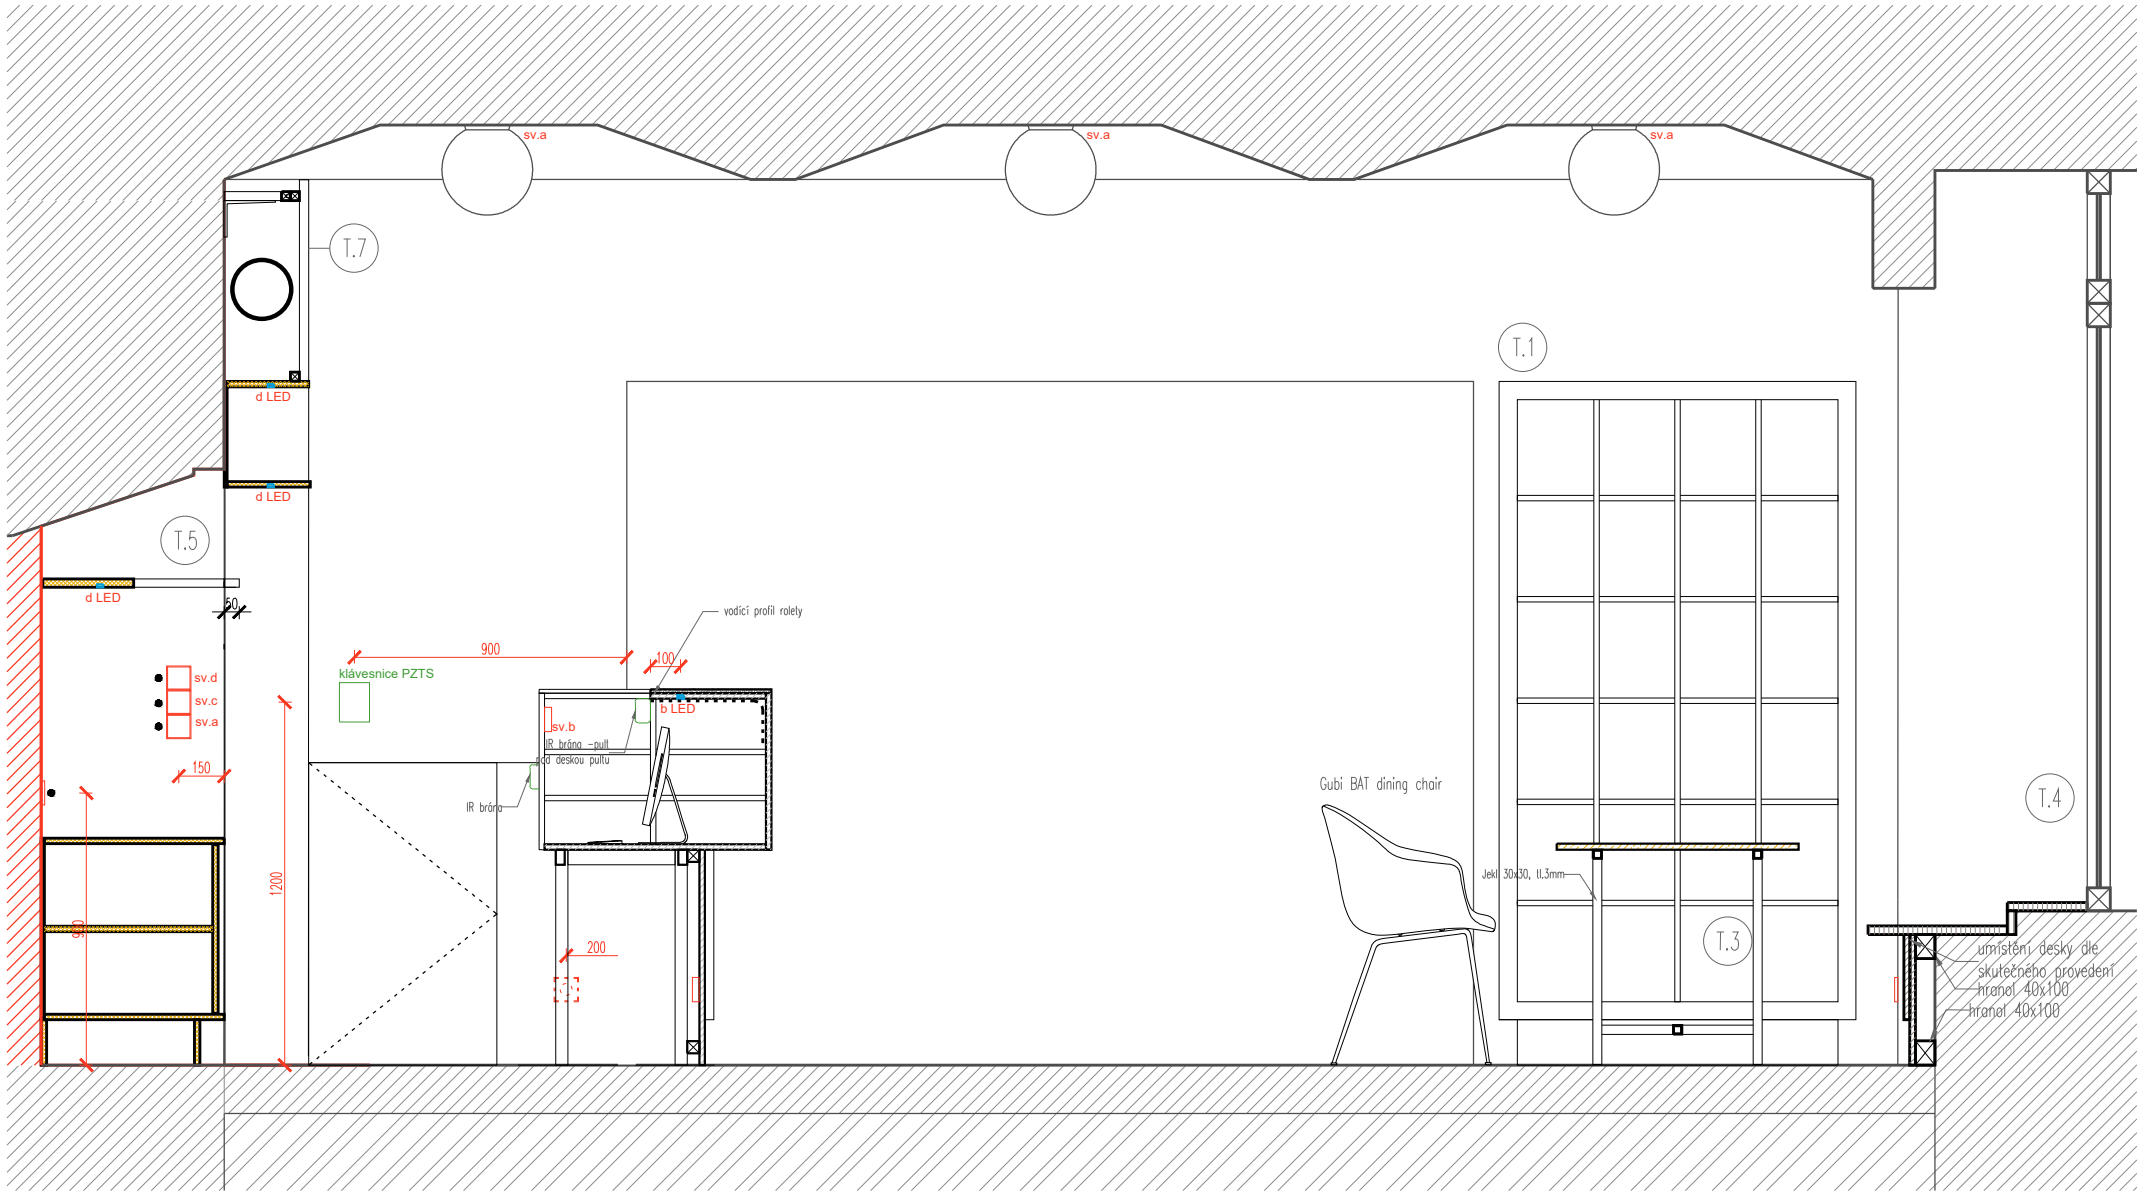 sv.a
sv.a
sv.a
T.7
T.1
d LED
d LED
T.5
d LED
50
vodící profil rolety
900
100
klávesnice PZTS
sv.d
sv.c
sv.a
b LED
sv.b
IR brána -pult
pod deskou pultu
150
IR brána
Gubi BAT dining chair
T.4
1200
900
Jekl 30x30, tl.3mm
T.3
200
umístění desky dle
skutečného provedení
hranol 40x100
hranol 40x100